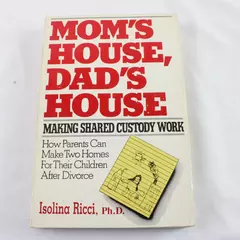 MOM'S
HOUSE,
DAD'S
HOUSE
MAKING SHARED CUSTODY WORK
How Parents Can
Make Two Homes
For Their Children
After Divorce
Isolina Ricci, Ph.D.